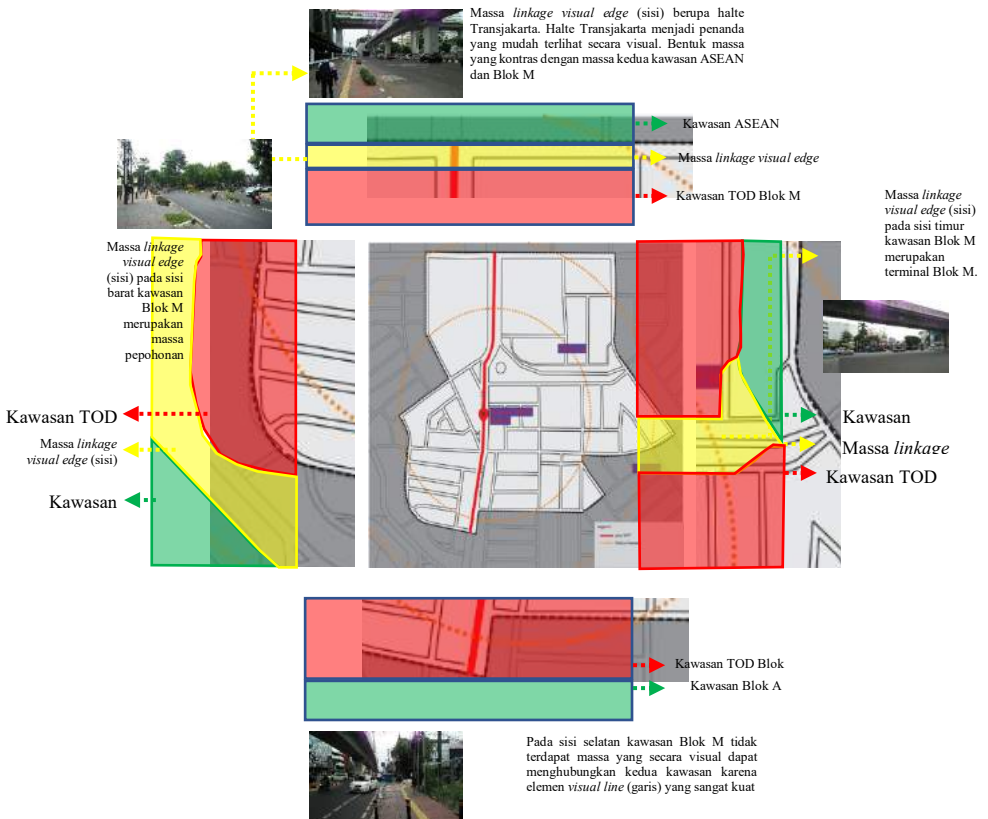 Massa linkage visual edge (sisi) berupa halte
Transjakarta. Halte Transjakarta menjadi penanda
yang mudah terlihat secara visual. Bentuk massa
yang kontras dengan massa kedua kawasan ASEAN
dan Blok M
Kawasan ASEAN
Massa linkage visual edge
Kawasan TOD Blok M
Massa linkage
visual edge (sisi)
pada sisi timur
kawasan Blok M
merupakan
terminal Blok M.
Massa linkage
visual edge
(sisi) pada sisi
barat kawasan
Blok M
merupakan
massa
pepohonan
Kawasan TOD
Massa linkage
visual edge (sisi)
Kawasan
Kawasan
Massa linkage
Kawasan TOD
Kawasan TOD Blok
Kawasan Blok A
Pada sisi selatan kawasan Blok M tidak
terdapat massa yang secara visual dapat
menghubungkan kedua kawasan karena
elemen visual line (garis) yang sangat kuat